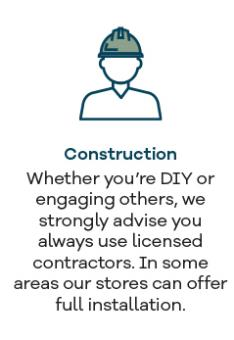 Construction
Whether you're DIY or
engaging others, we
strongly advise you
always use licensed
contractors. In some
areas our stores can offer
full installation.